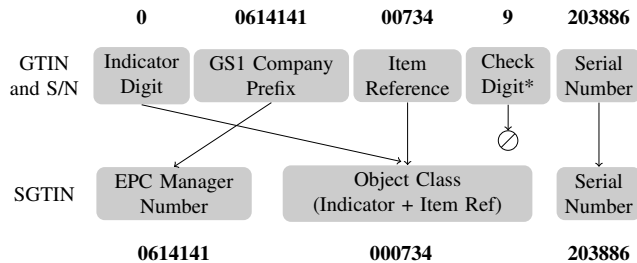 0 0614141 00734 9 203886
GTIN and S/N
Indicator Digit
GS1 Company Prefix
Item Reference
Check Digit*
Serial Number
SGTIN
EPC Manager Number
Object Class (Indicator + Item Ref)
Serial Number
0614141 000734 203886